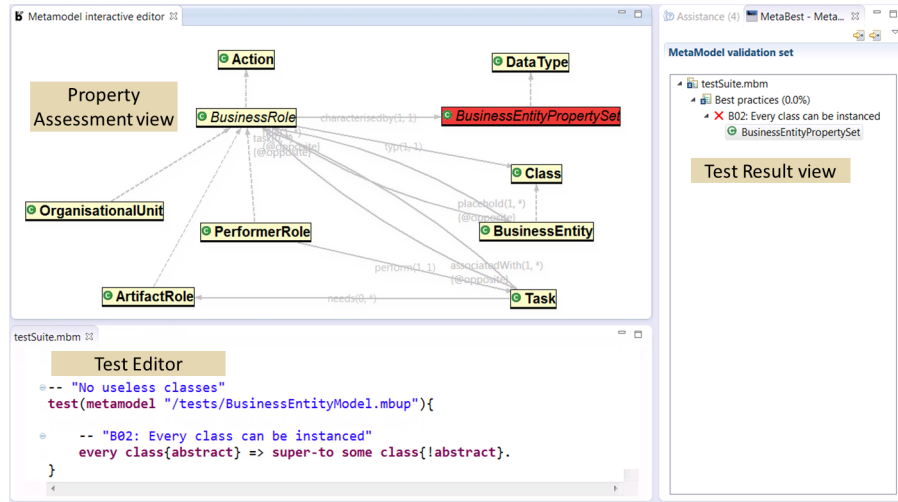 Metamodel interactive editor
Action
DataType
Property
Assessment view
BusinessRole
characterisedby(1, 1)
BusinessEntityPropertySet
{@opposite}
typ(1, 1)
Class
OrganisationalUnit
placehold(1, *)
{@opposite}
PerformerRole
BusinessEntity
perform(1, 1)
associatedWith(1, *)
{@opposite}
ArtifactRole
needs(0, *)
Task
testSuite.mbm
Test Editor
-- "No useless classes"
test(metamodel "/tests/BusinessEntityModel.mbup"){
-- "B02: Every class can be instanced"
every class{abstract} => super-to some class{!abstract}.
}
Assistance (4)
MetaBest - Meta...
MetaModel validation set
testSuite.mbm
Best practices (0.0%)
B02: Every class can be instanced
BusinessEntityPropertySet
Test Result view